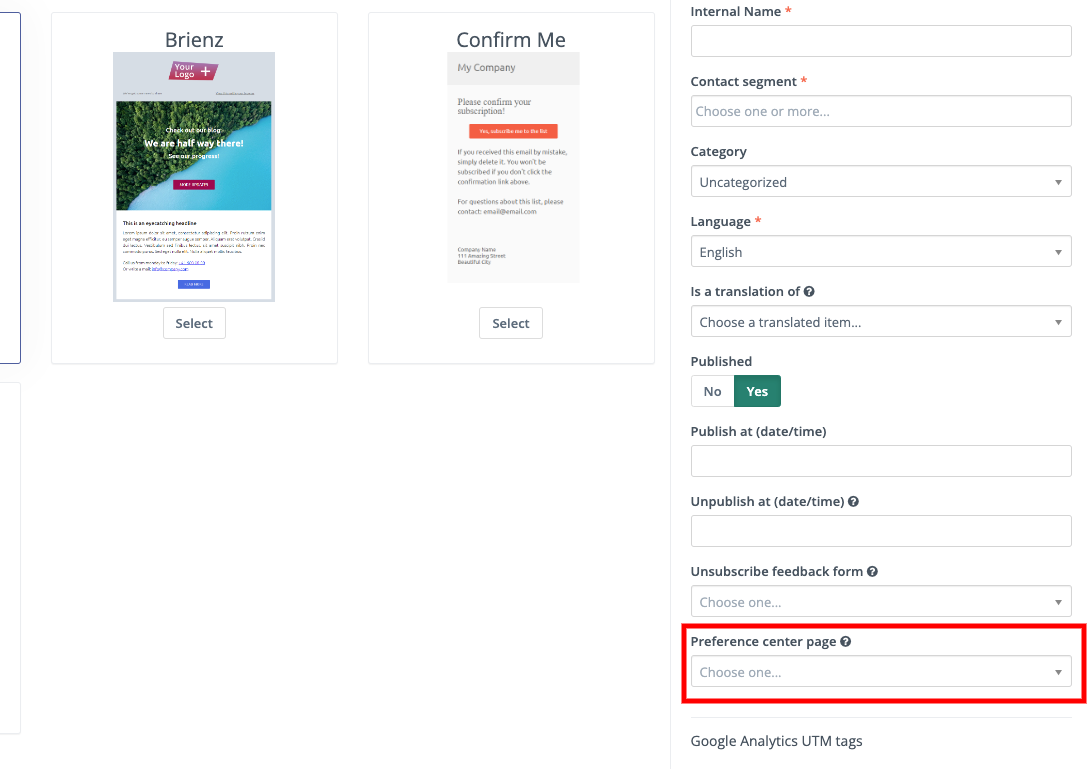 Brienz
Your
Logo +
Check out our blog
We are half way there!
See our progress!
MORE UPDATES
This is an eyecatching headline
Select
Confirm Me
My Company
Please confirm your
subscription!
Yes, subscribe me to the list
If you received this email by mistake,
simply delete it. You won't be
subscribed if you don't click the
confirmation link above.
For questions about this list, please
contact: email@email.com
Company Name
111 Amazing Street
Beautiful City
Select
Internal Name *
Contact segment *
Choose one or more...
Category
Uncategorized
Language *
English
Is a translation of
Choose a translated item...
Published
No Yes
Publish at (date/time)
Unpublish at (date/time)
Unsubscribe feedback form
Choose one...
Preference center page
Choose one...
Google Analytics UTM tags